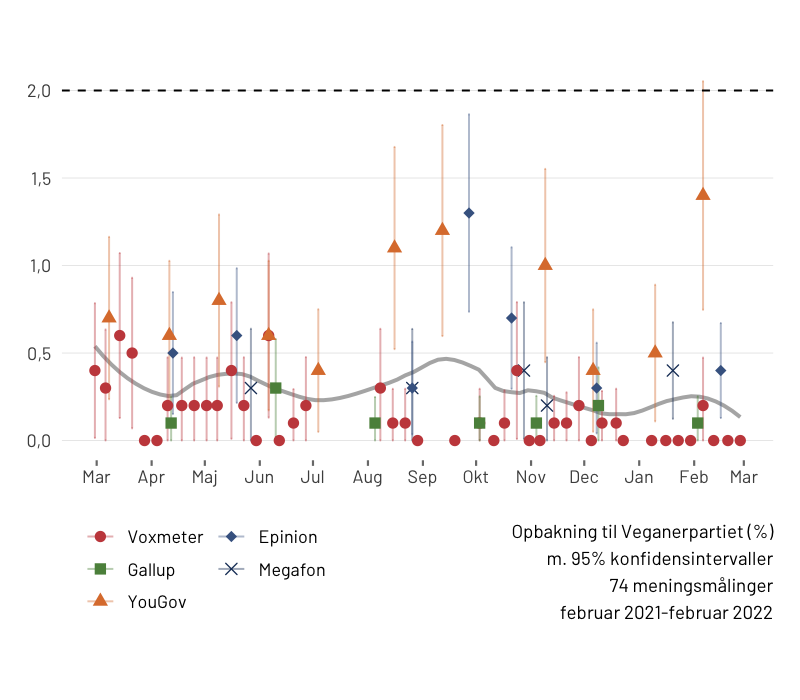 2,0
1,5
1,0
0,5
0,0
Mar Apr Maj Jun Jul Aug Sep Okt Nov Dec Jan Feb Mar
Voxmeter Epinion
Gallup Megafon
YouGov
Opbakning til Veganerpartiet (%)
m. 95% konfidensintervaller
74 meningsmålinger
februar 2021-februar 2022